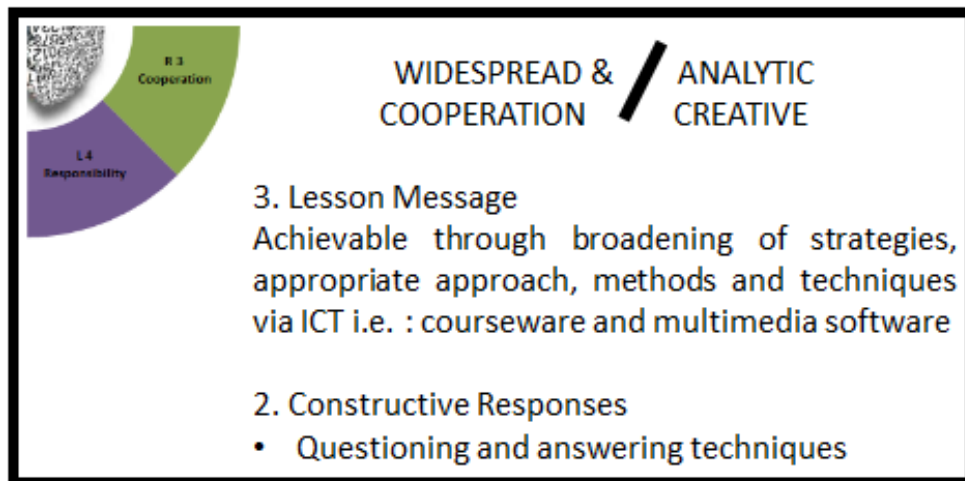 R 3
Cooperation
L 4
Responsibility
WIDESPREAD & / ANALYTIC
COOPERATION CREATIVE
3. Lesson Message
Achievable through broadening of strategies,
appropriate approach, methods and techniques
via ICT i.e. : courseware and multimedia software
2. Constructive Responses
• Questioning and answering techniques